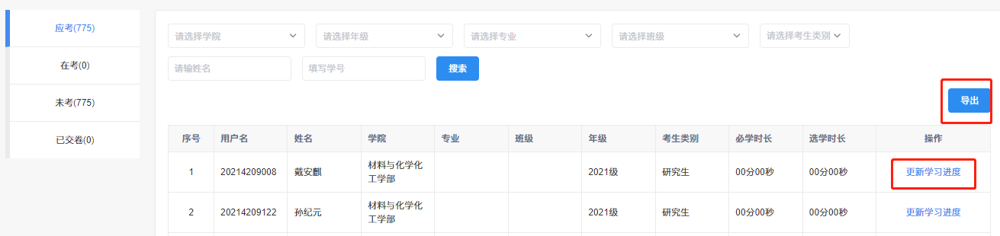 应考(775)
在考(0)
未考(775)
已交卷(0)
请选择学院 请选择年级 请选择专业 请选择班级 请选择考生类别
请输姓名 填写学号 搜索
导出
序号 用户名 姓名 学院 专业 班级 年级 考生类别 必学时长 选学时长 操作
1 20214209008 戴安麒 材料与化学化 2021级 研究生 00分00秒 00分00秒 更新学习进度
工学部
2 20214209122 孙纪元 材料与化学化 2021级 研究生 00分00秒 00分00秒 更新学习进度
工学部